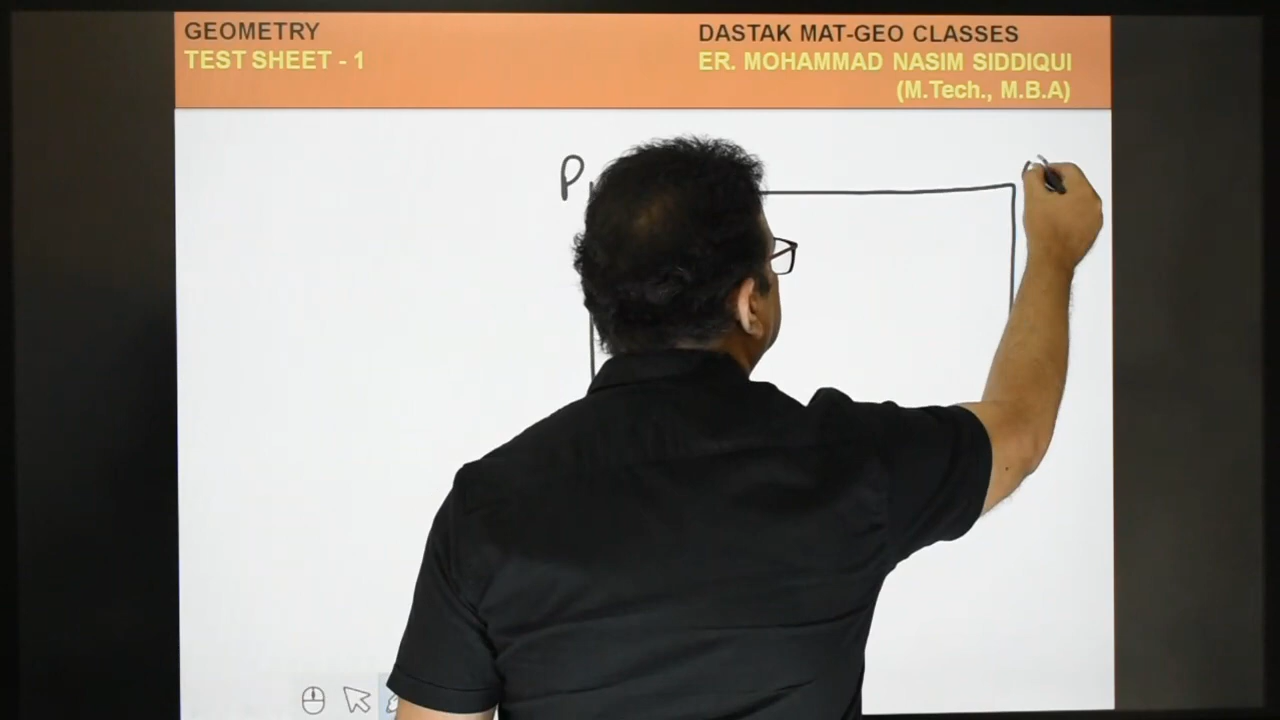 GEOMETRY
TEST SHEET - 1
DASTAK MAT-GEO CLASSES
ER. MOHAMMAD NASIM SIDDIQUI
(M.Tech., M.B.A)
P